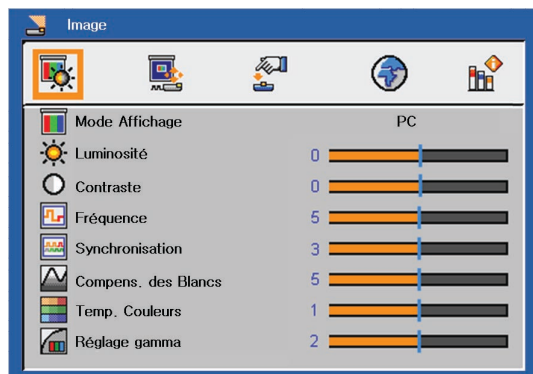 Image
Mode Affichage PC
Luminosité 0
Contraste 0
Fréquence 5
Synchronisation 3
Compens. des Blancs 5
Temp. Couleurs 1
Réglage gamma 2